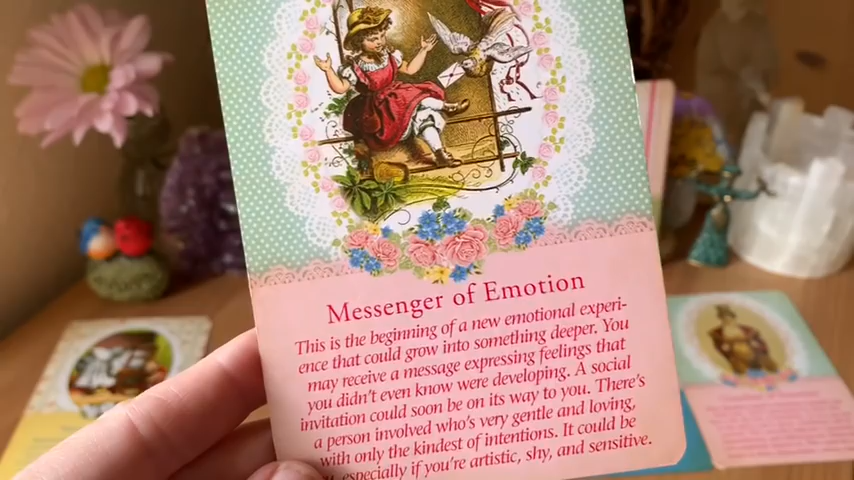 Messenger of Emotion
This is the beginning of a new emotional experi-
ence that could grow into something deeper. You
may receive a message expressing feelings that
you didn't even know were developing. A social
invitation could soon be on its way to you. There's
a person involved who's very gentle and loving,
with only the kindest of intentions. It could be
especially if you're artistic, shy, and sensitive.